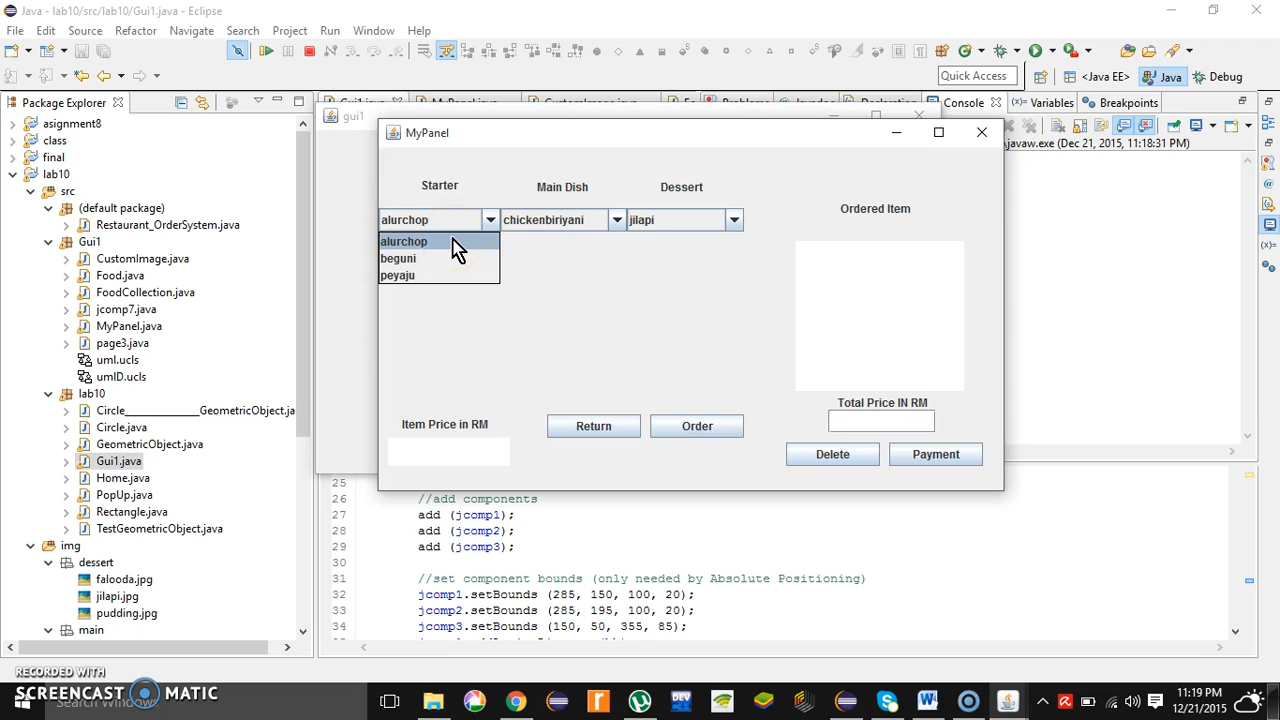 Java - lab10/src/lab10/Gui1.java - Eclipse
File Edit Source Refactor Navigate Search Project Run Window Help
Quick Access
<Java EE> Java Debug
Package Explorer
asignment8
class
final
lab10
src
(default package)
Restaurant_OrderSystem.java
Gui1
CustomImage.java
Food.java
FoodCollection.java
jcomp7.java
MyPanel.java
page3.java
uml.ucls
umlD.ucls
lab10
Circle______________GeometricObject.ja
Circle.java
GeometricObject.java
Gui1.java
Home.java
PopUp.java
Rectangle.java
TestGeometricObject.java
img
dessert
falooda.jpg
jilapi.jpg
pudding.jpg
main
Console Variables Breakpoints
javaw.exe (Dec 21, 2015, 11:18:31 PM)
gui1
MyPanel
Starter Main Dish Dessert
Ordered Item
alurchop chickenbiriyani jilapi
alurchop
beguni
peyaju
Total Price IN RM
Item Price in RM
Return Order
Delete Payment
25
26 //add components
27 add (jcomp1);
28 add (jcomp2);
29 add (jcomp3);
30
31 //set component bounds (only needed by Absolute Positioning)
32 jcomp1.setBounds (285, 150, 100, 20);
33 jcomp2.setBounds (285, 195, 100, 20);
34 jcomp3.setBounds (150, 50, 355, 85);
RECORDED WITH
SCREENCAST MATIC
Search Windows
DEV
11:19 PM
12/21/2015